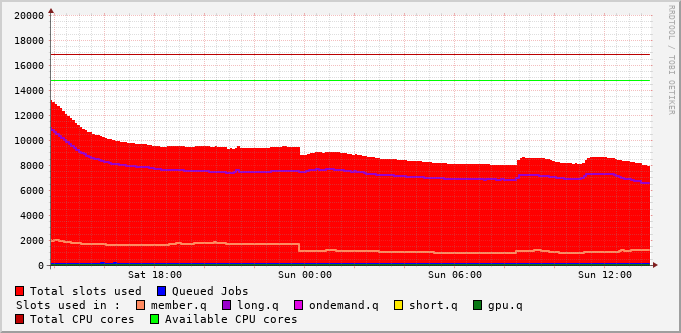 20000
18000
16000
14000
12000
10000
8000
6000
4000
2000
0
Sat 18:00 Sun 00:00 Sun 06:00 Sun 12:00
RRDTOOL / TOBI OETIKER
Total slots used Queued Jobs
Slots used in : member.q long.q ondemand.q short.q gpu.q
Total CPU cores Available CPU cores